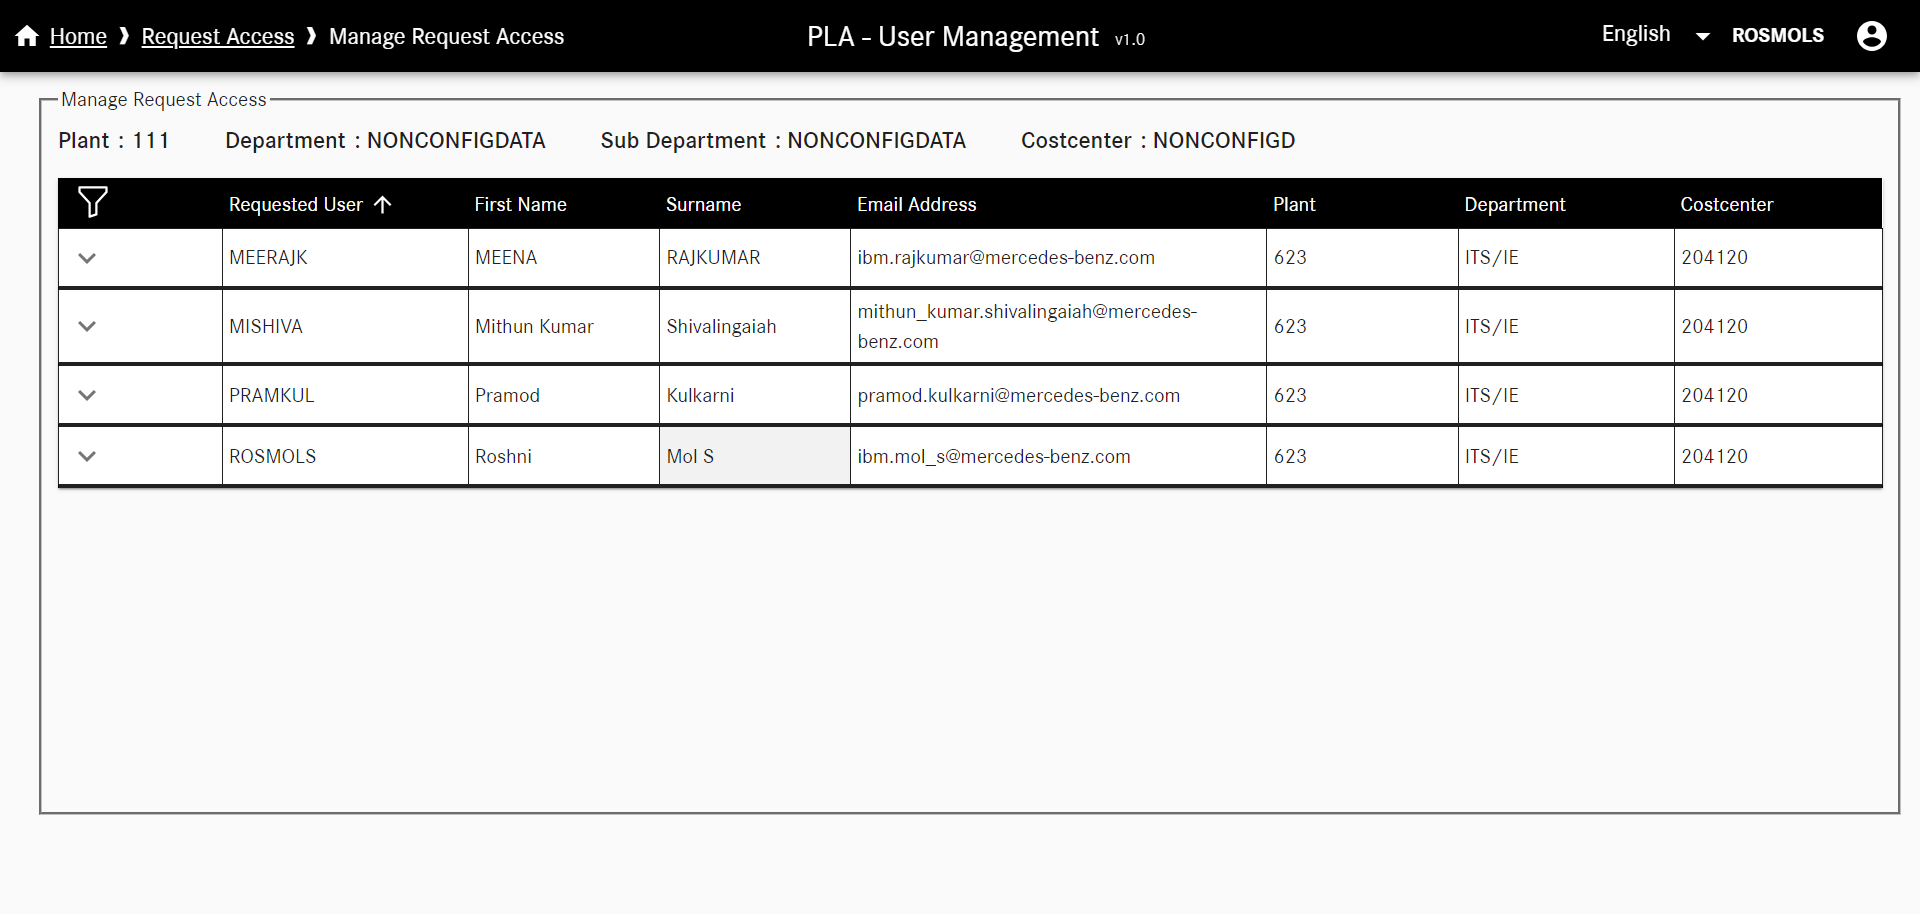 Home ❱ Request Access ❱ Manage Request Access
PLA - User Management v1.0
English ROSMOLS
Manage Request Access
Plant : 111 Department : NONCONFIGDATA Sub Department : NONCONFIGDATA Costcenter : NONCONFIGD
Requested User First Name Surname Email Address Plant Department Costcenter
MEERAJK MEENA RAJKUMAR ibm.rajkumar@mercedes-benz.com 623 ITS/IE 204120
MISHIVA Mithun Kumar Shivalingaiah mithun_kumar.shivalingaiah@mercedes-
benz.com 623 ITS/IE 204120
PRAMKUL Pramod Kulkarni pramod.kulkarni@mercedes-benz.com 623 ITS/IE 204120
ROSMOLS Roshni Mol S ibm.mol_s@mercedes-benz.com 623 ITS/IE 204120